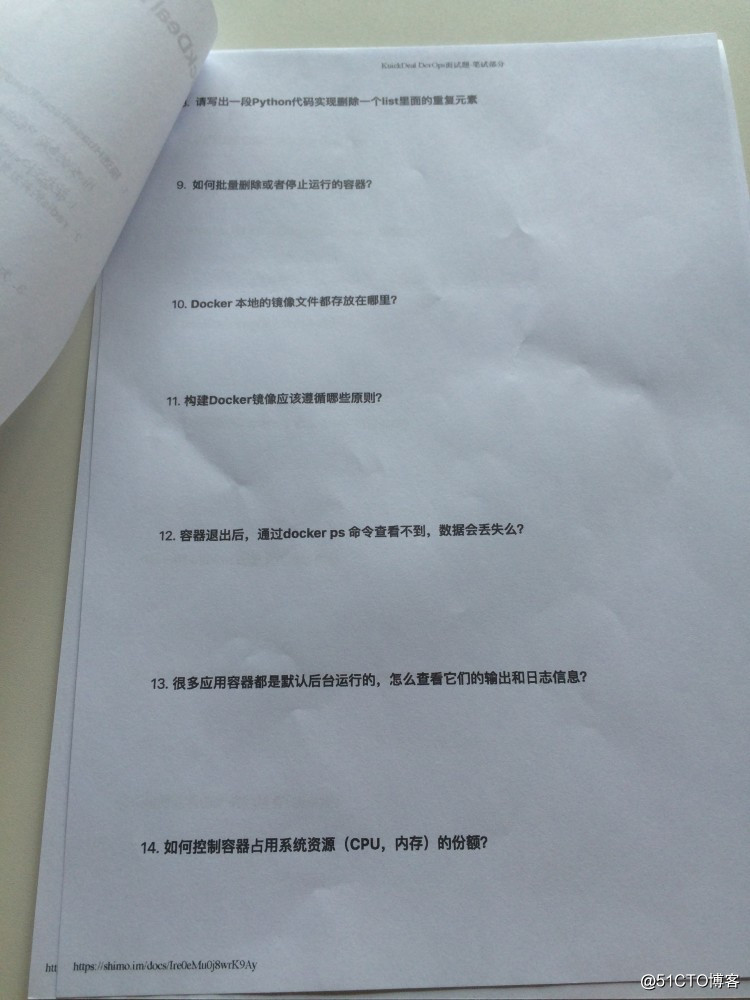 DevOps面试题-笔试部分
请写出一段Python代码实现删除一个list里面的重复元素
9. 如何批量删除或者停止运行的容器？
10. Docker 本地的镜像文件都存放在哪里？
11. 构建Docker镜像应该遵循哪些原则？
12. 容器退出后，通过docker ps 命令查看不到，数据会丢失么？
13. 很多应用容器都是默认后台运行的，怎么查看它们的输出和日志信息？
14. 如何控制容器占用系统资源（CPU，内存）的份额？
htt
https://shimo.im/docs/Ire0eMu0j8wrK9Ay
@51CTO博客